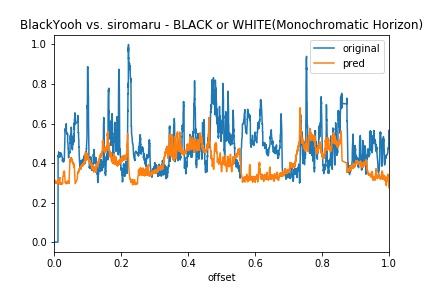 BlackYooh vs. siromaru - BLACK or WHITE(Monochromatic Horizon)
original
pred
1.0
0.8
0.6
0.4
0.2
0.0
0.0 0.2 0.4 0.6 0.8 1.0
offset